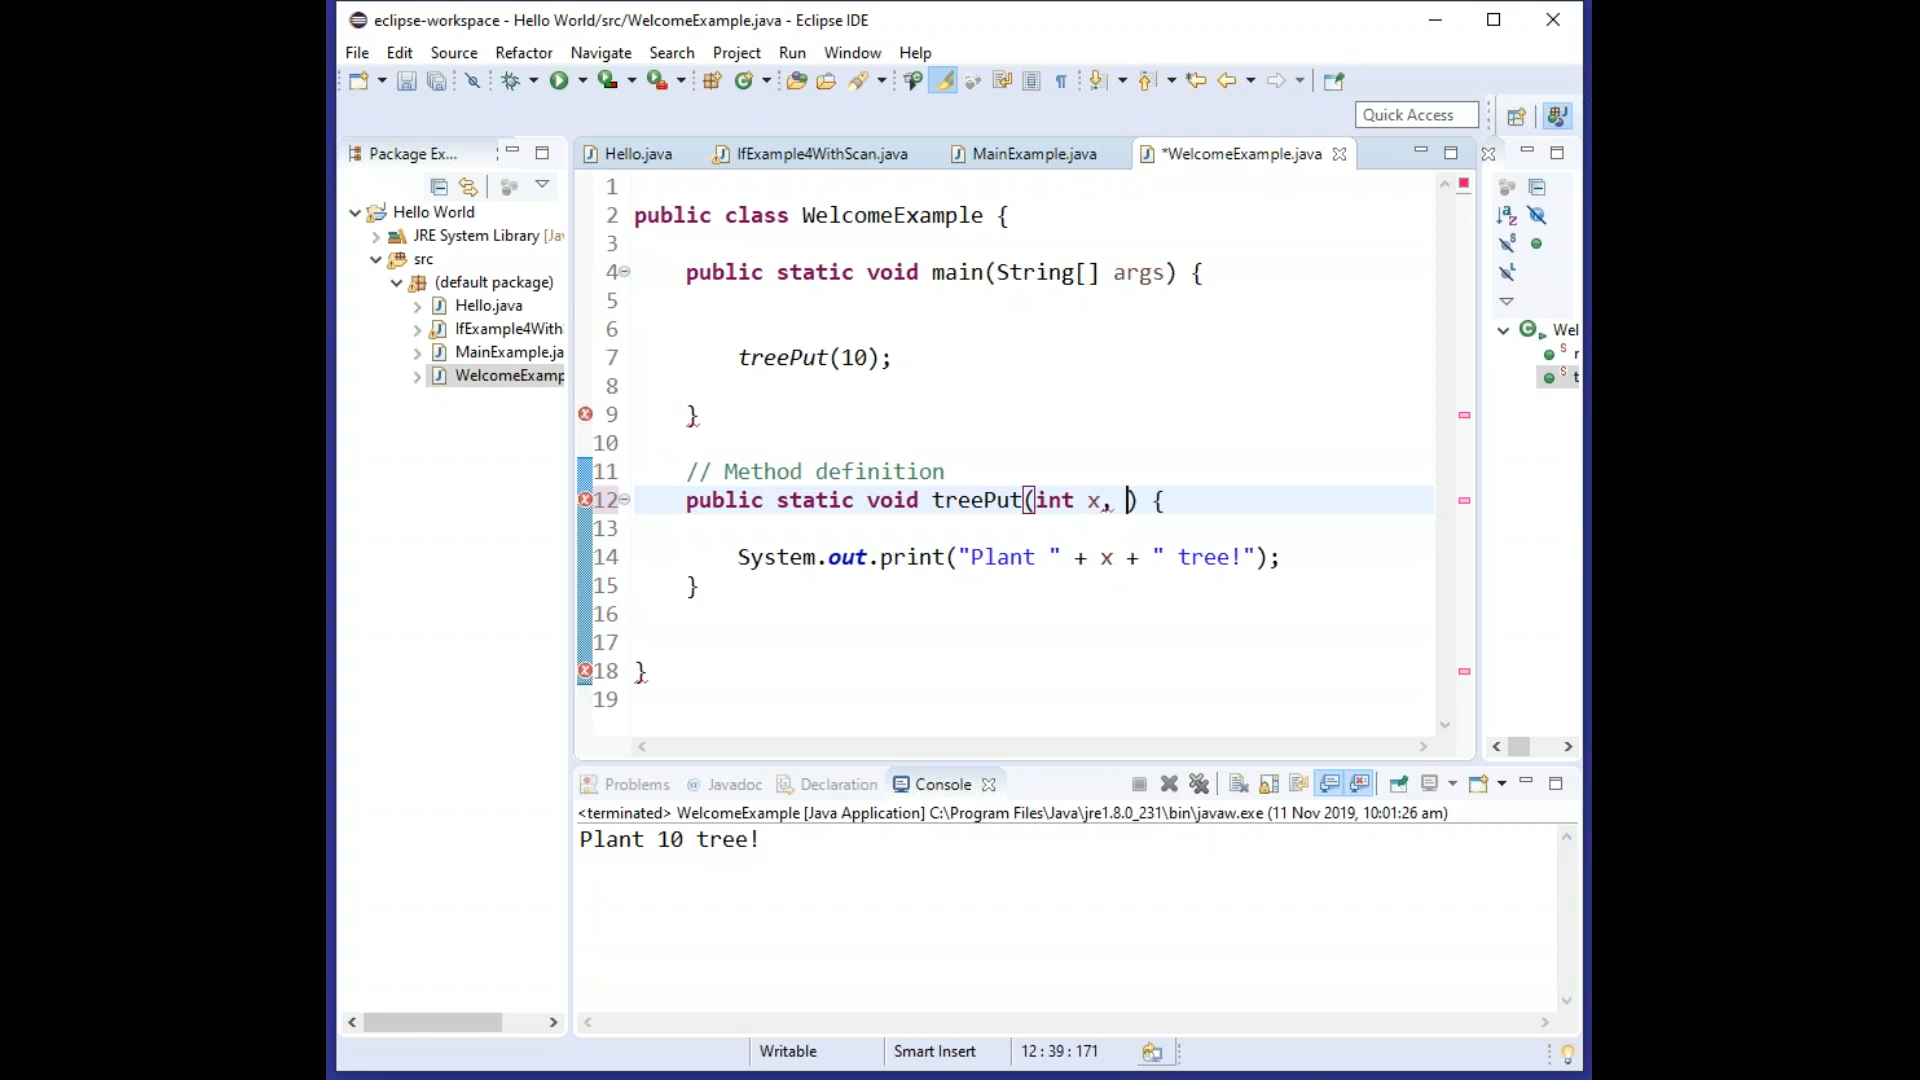 eclipse-workspace - Hello World/src/WelcomeExample.java - Eclipse IDE
File Edit Source Refactor Navigate Search Project Run Window Help
Quick Access
Package Ex...
Hello.java IfExample4WithScan.java MainExample.java *WelcomeExample.java
Hello World
JRE System Library [Jav
src
(default package)
Hello.java
IfExample4With
MainExample.ja
WelcomeExamp
1
2 public class WelcomeExample {
3
4 public static void main(String[] args) {
5
6
7 treePut(10);
8
9 }
10
11 // Method definition
12 public static void treePut(int x, ) {
13
14 System.out.print("Plant " + x + " tree!");
15 }
16
17
18 }
19
Wel
Problems @ Javadoc Declaration Console
<terminated> WelcomeExample [Java Application] C:\Program Files\Java\jre1.8.0_231\bin\javaw.exe (11 Nov 2019, 10:01:26 am)
Plant 10 tree!
Writable Smart Insert 12 : 39 : 171